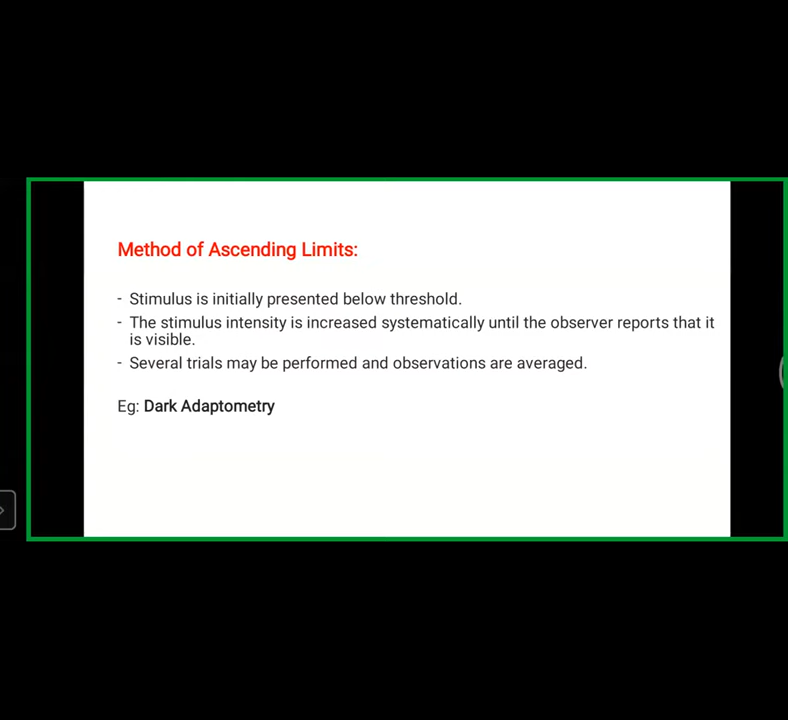 Method of Ascending Limits:
- Stimulus is initially presented below threshold.
- The stimulus intensity is increased systematically until the observer reports that it
is visible.
- Several trials may be performed and observations are averaged.
Eg: Dark Adaptometry